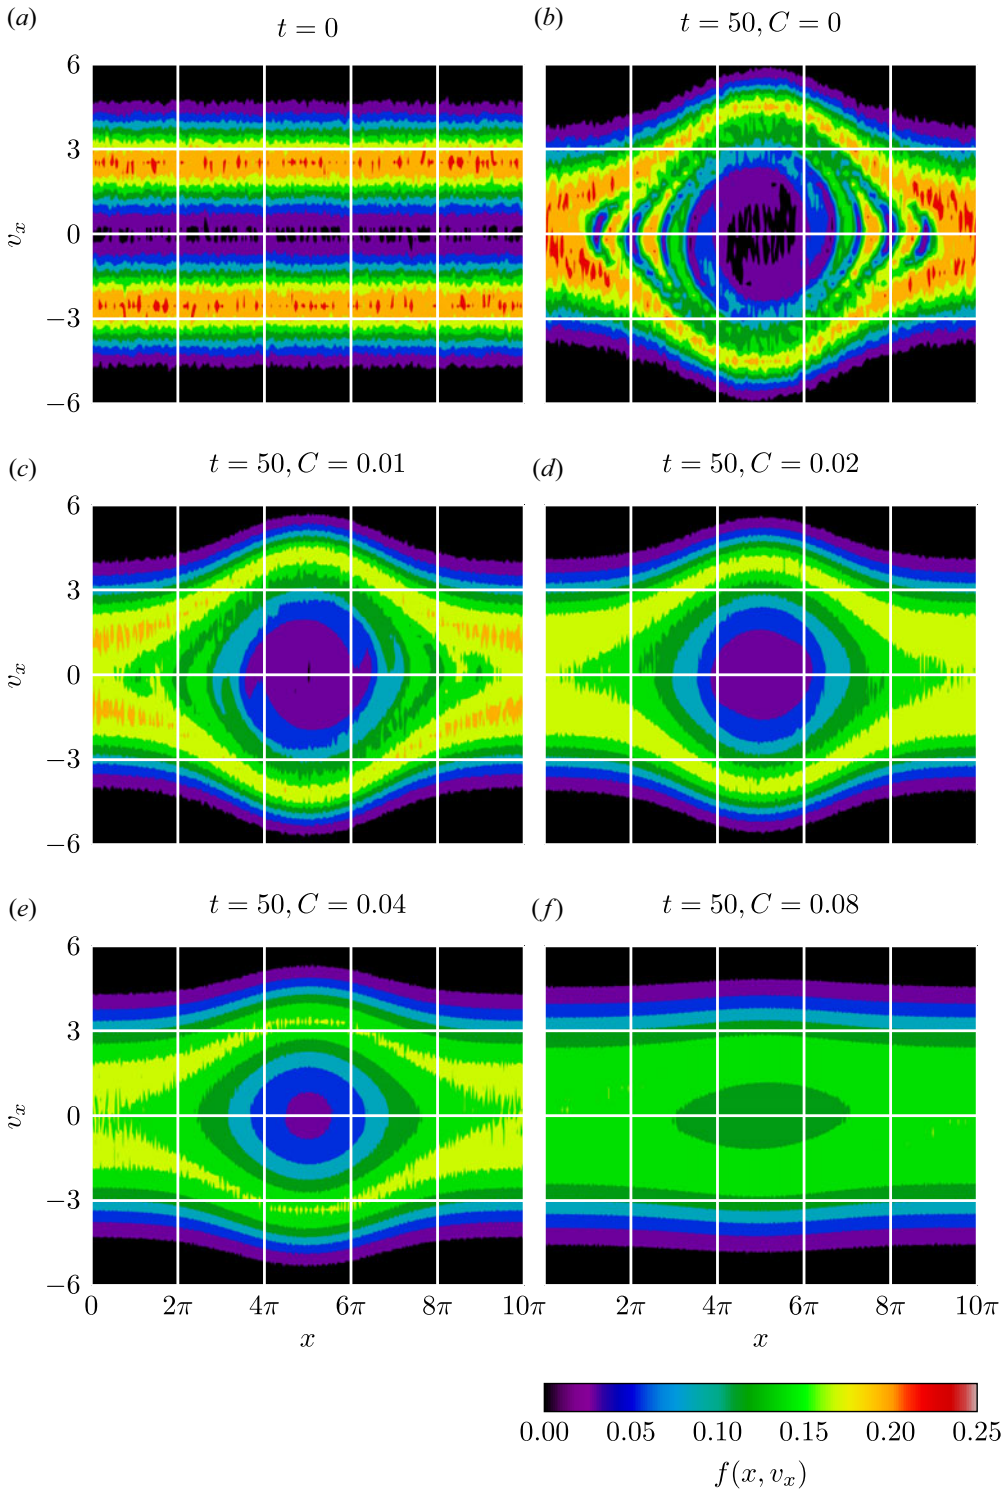 (a) t = 0
(b) t = 50, C = 0
6
3
0
−3
−6
v_x
(c) t = 50, C = 0.01
(d) t = 50, C = 0.02
6
3
0
−3
−6
v_x
(e) t = 50, C = 0.04
(f) t = 50, C = 0.08
6
3
0
−3
−6
v_x
0 2π 4π 6π 8π 10π
x
2π 4π 6π 8π 10π
x
0.00 0.05 0.10 0.15 0.20 0.25
f(x, v_x)